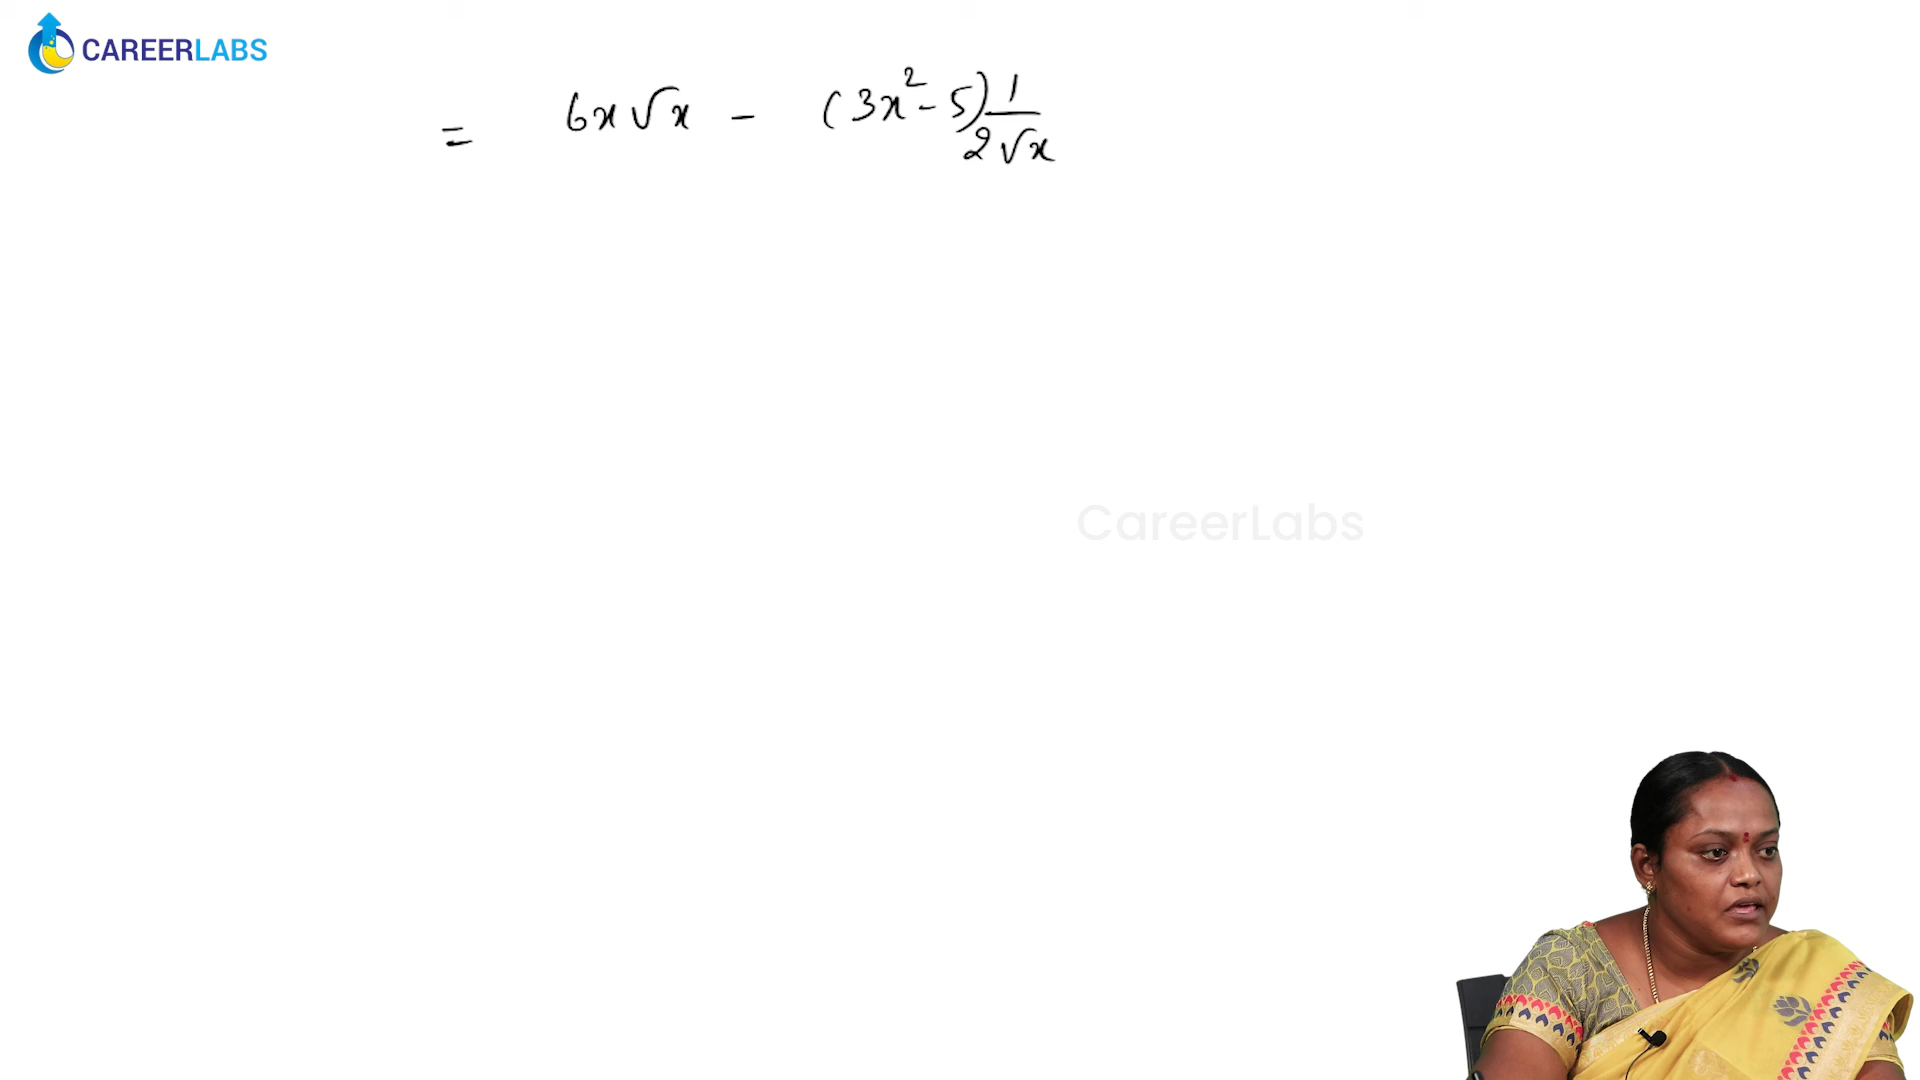 CAREERLABS
= 6x√x - (3x² - 5) 1/2√x
CareerLabs